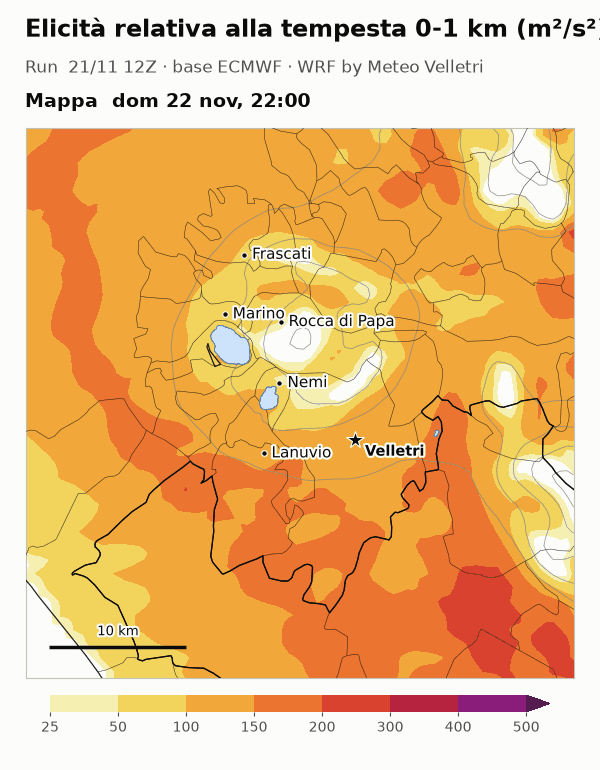 Elicità relativa alla tempesta 0-1 km (m²/s²)
Run 21/11 12Z · base ECMWF · WRF by Meteo Velletri
Mappa dom 22 nov, 22:00
Frascati
Marino
Rocca di Papa
Nemi
Velletri
Lanuvio
10 km
25 50 100 150 200 300 400 500